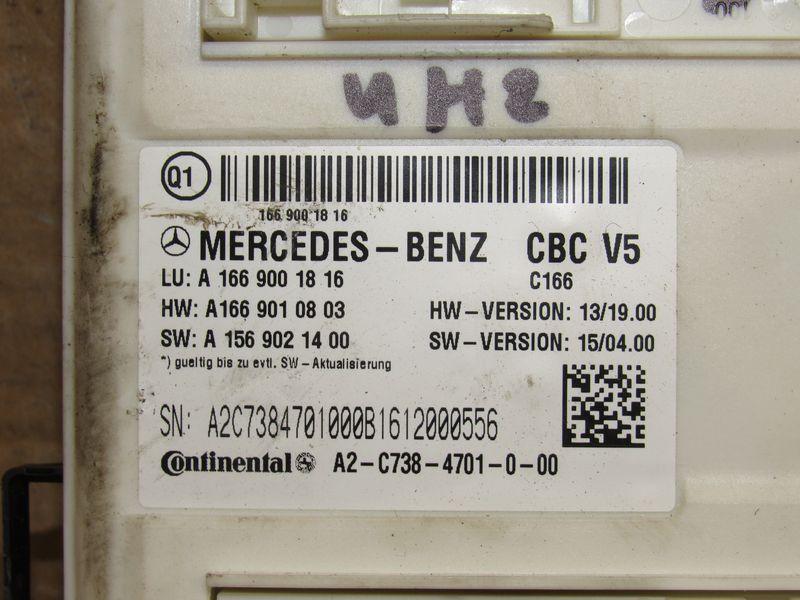 чн2
Q1
166 900 18 16
MERCEDES-BENZ CBC V5
LU: A 166 900 18 16 C166
HW: A166 901 08 03 HW-VERSION: 13/19.00
SW: A 156 902 14 00 SW-VERSION: 15/04.00
*) gueltig bis zu evtl. SW-Aktualisierung
SN: A2C7384701000B1612000556
Continental A2-C738-4701-0-00